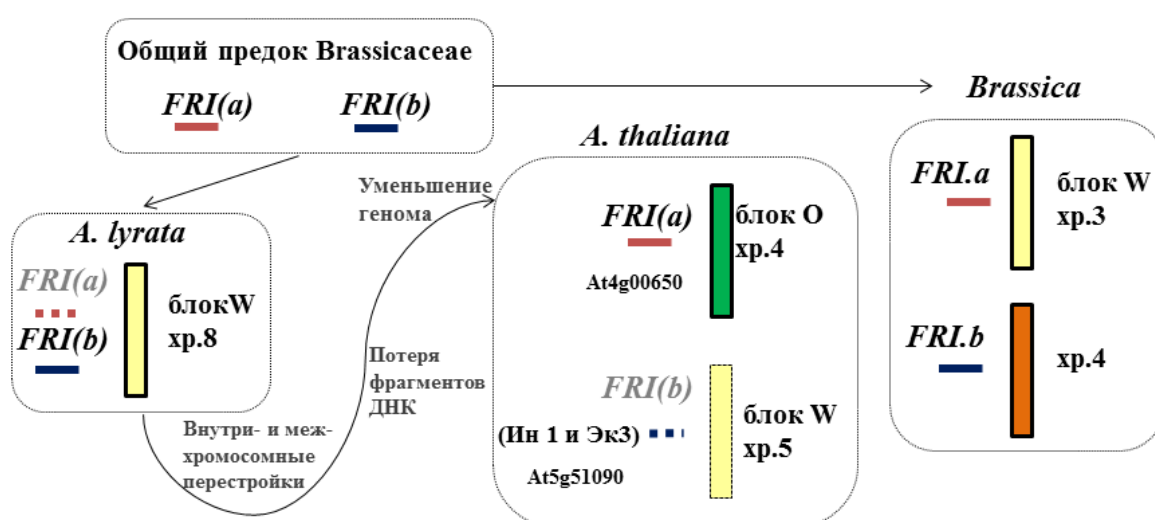 Общий предок Brassicaceae
FRI(a) FRI(b)
A. lyrata
FRI(a)
FRI(b)
блокW
хр.8
Внутри- и меж-
хромосомные
перестройки
Потеря
фрагментов
ДНК
Уменьшение
генома
A. thaliana
FRI(a)
At4g00650
блок O
хр.4
FRI(b)
(Ин 1 и Эк3)
At5g51090
блок W
хр.5
Brassica
FRI.a
блок W
хр.3
FRI.b
хр.4